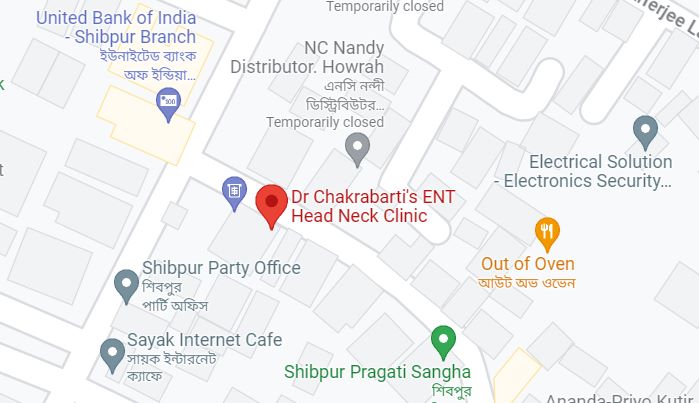 Temporarily closed
United Bank of India
- Shibpur Branch
ইউনাইটেড ব্যাংক
অফ ইন্ডিয়া...
100
NC Nandy
Distributor. Howrah
এনসি নন্দী
ডিস্ট্রিবিউটর...
Temporarily closed
Electrical Solution
- Electronics Security...
Dr Chakrabarti's ENT
Head Neck Clinic
Out of Oven
আউট অভ ওভেন
Shibpur Party Office
শিবপুর
পার্টি অফিস
Sayak Internet Cafe
সায়ক ইন্টারনেট
ক্যাফে
Shibpur Pragati Sangha
শিবপুর
Ananda-Priyo Kutir